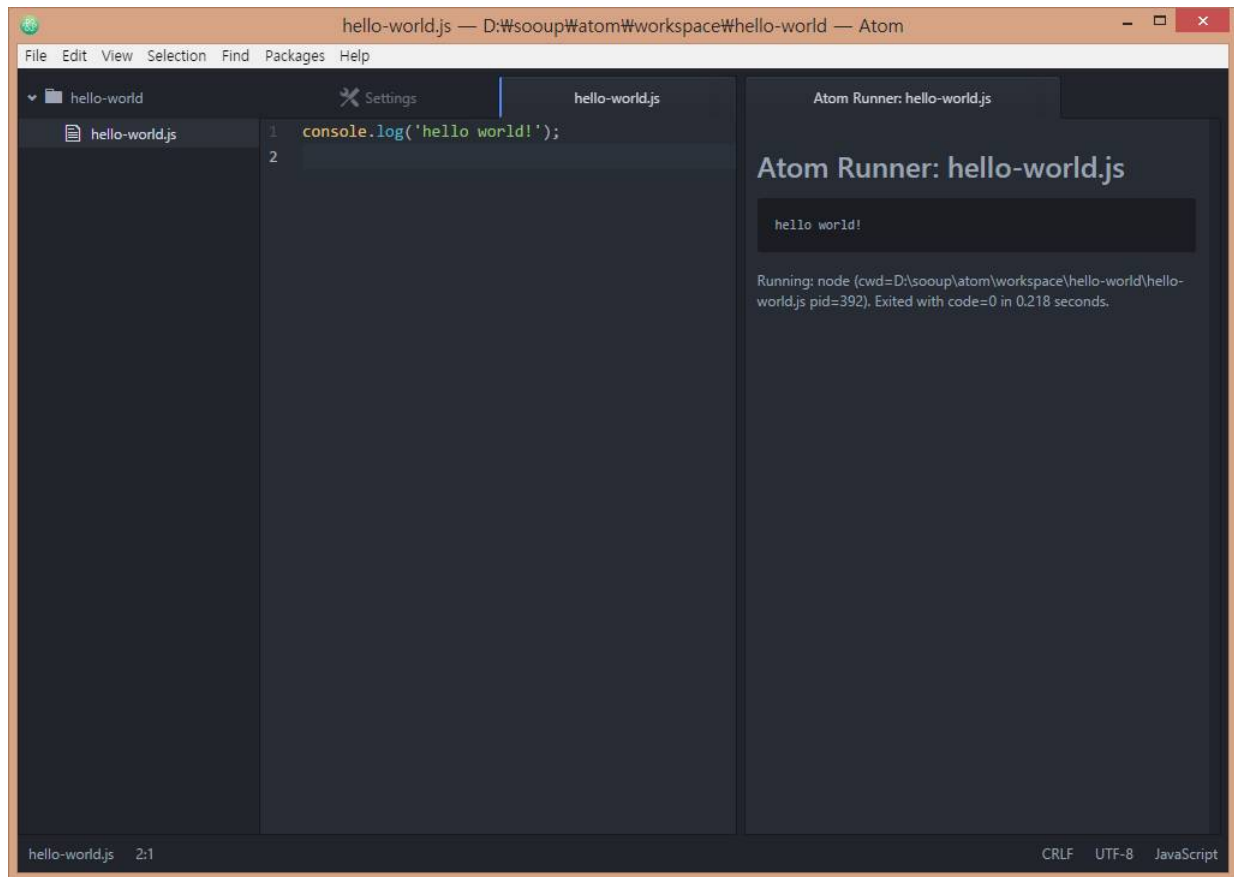 hello-world.js — D:₩sooup₩atom₩workspace₩hello-world — Atom
File Edit View Selection Find Packages Help
hello-world
hello-world.js
Settings
hello-world.js
Atom Runner: hello-world.js
1 console.log('hello world!');
2
Atom Runner: hello-world.js
hello world!
Running: node (cwd=D:\sooup\atom\workspace\hello-world\hello-
world.js pid=392). Exited with code=0 in 0.218 seconds.
hello-world.js 2:1
CRLF UTF-8 JavaScript